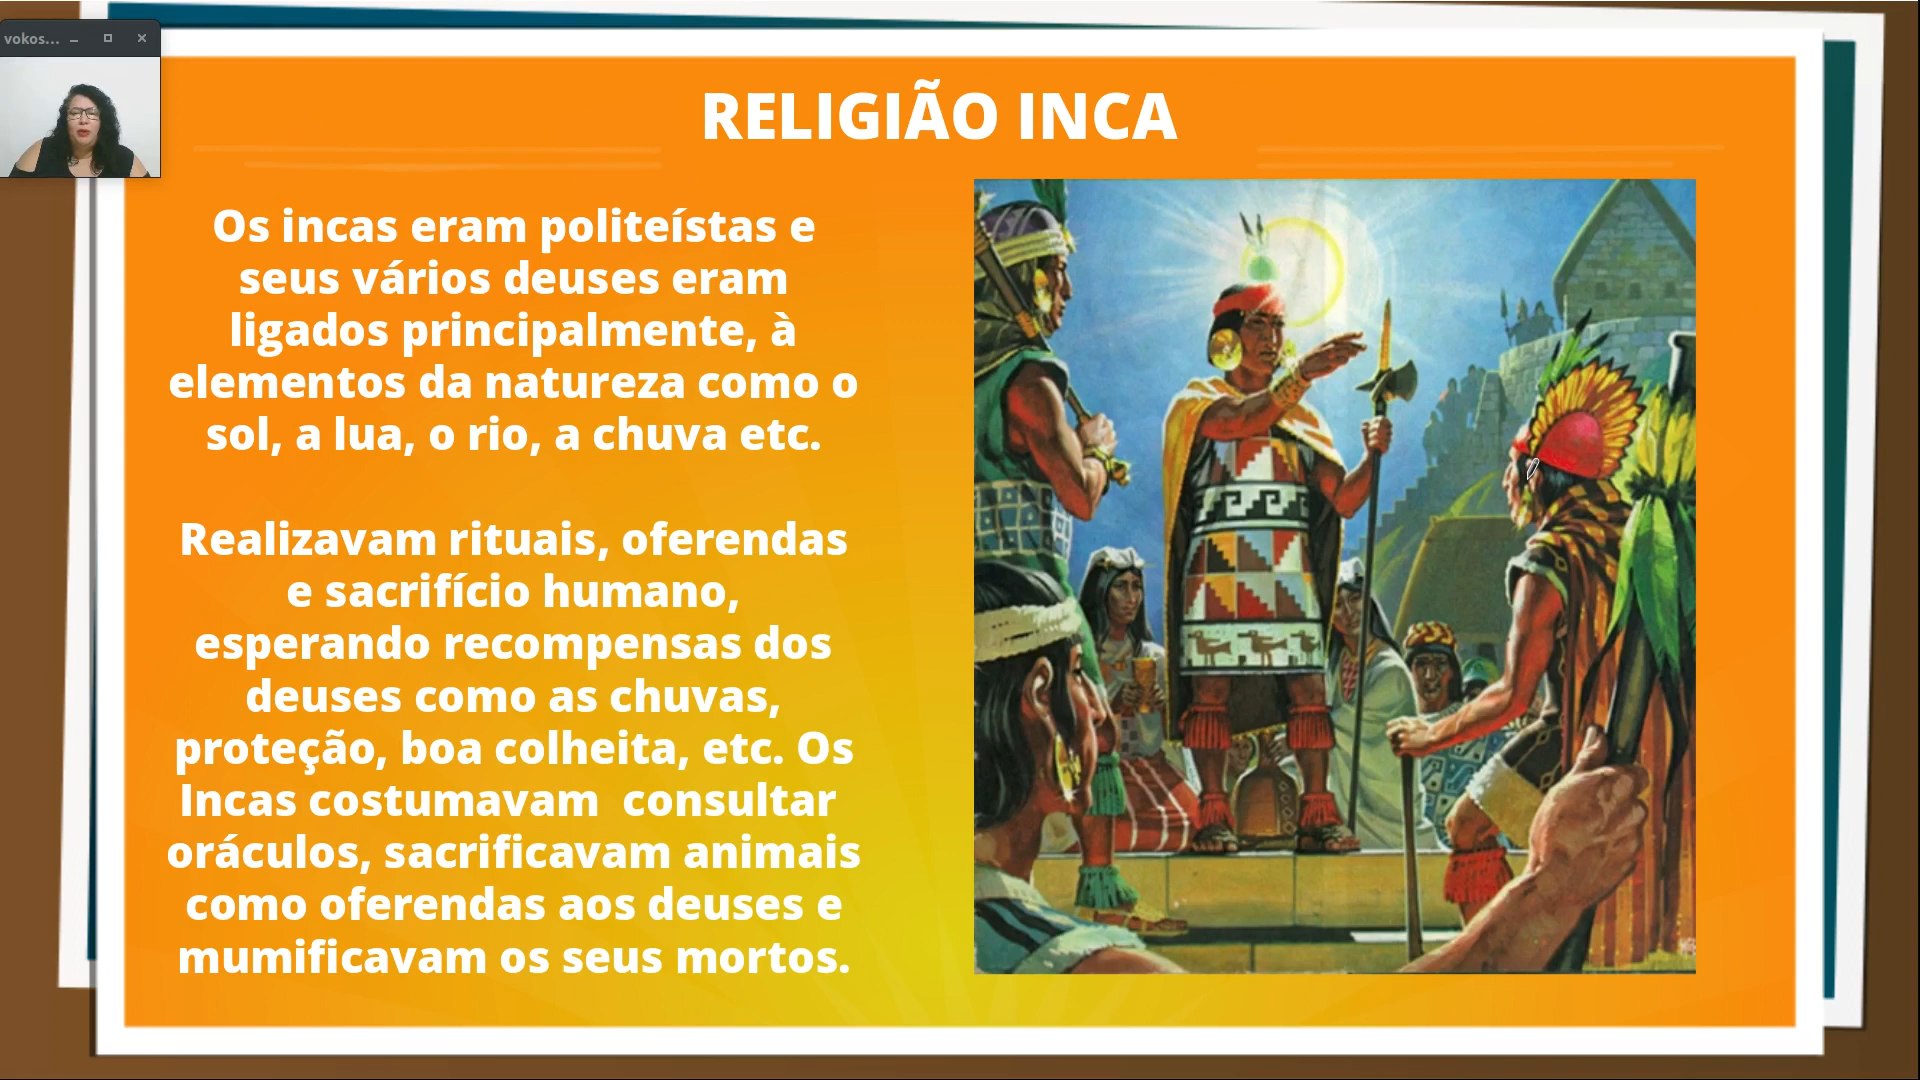 vokos...
RELIGIÃO INCA
Os incas eram politeístas e
seus vários deuses eram
ligados principalmente, à
elementos da natureza como o
sol, a lua, o rio, a chuva etc.
Realizavam rituais, oferendas
e sacrifício humano,
esperando recompensas dos
deuses como as chuvas,
proteção, boa colheita, etc. Os
Incas costumavam  consultar
oráculos, sacrificavam animais
como oferendas aos deuses e
mumificavam os seus mortos.